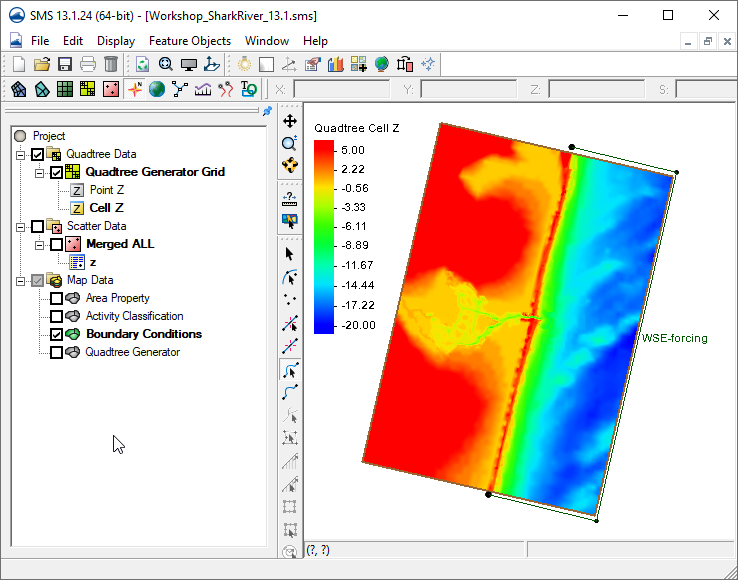 SMS 13.1.24 (64-bit) - [Workshop_SharkRiver_13.1.sms]
File Edit Display Feature Objects Window Help
X: Y: Z: S:
Project
Quadtree Data
Quadtree Generator Grid
Point Z
Cell Z
Scatter Data
Merged ALL
z
Map Data
Area Property
Activity Classification
Boundary Conditions
Quadtree Generator
Quadtree Cell Z
5.00
2.22
-0.56
-3.33
-6.11
-8.89
-11.67
-14.44
-17.22
-20.00
WSE-forcing
(?, ?)